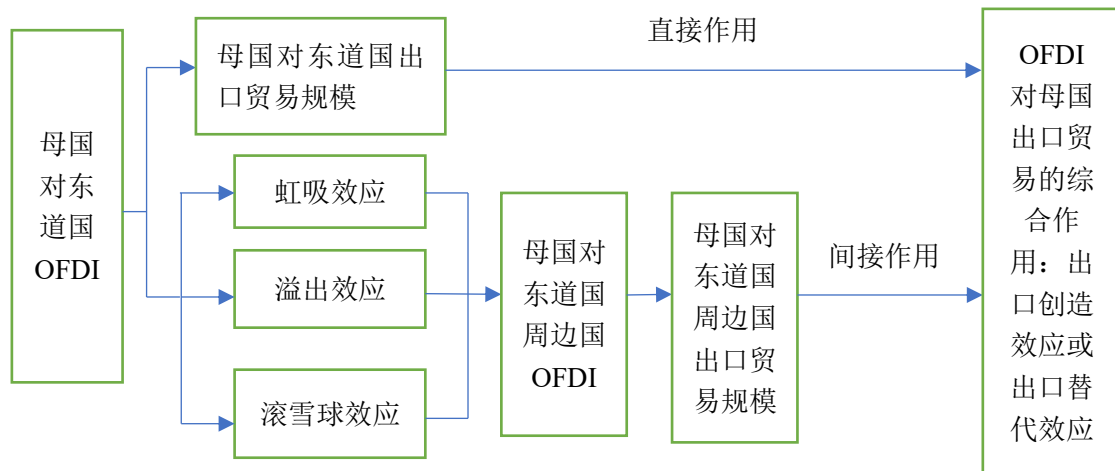 母国
对东
道国
OFDI
母国对东道国出
口贸易规模
直接作用
虹吸效应
溢出效应
滚雪球效应
母国对
东道国
周边国
OFDI
母国对
东道国
周边国
出口贸
易规模
间接作用
OFDI
对母国
出口贸
易的综
合作
用：出
口创造
效应或
出口替
代效应